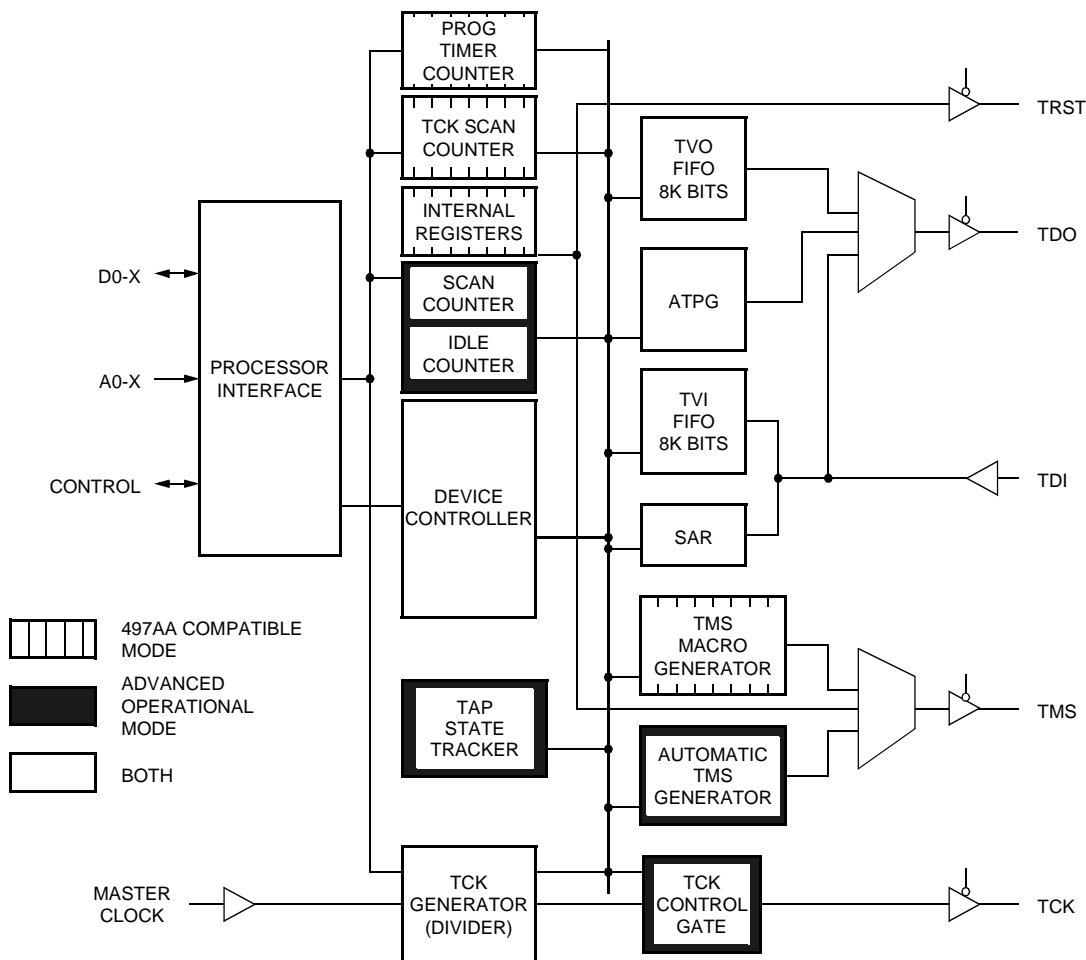 PROG
TIMER
COUNTER
TCK SCAN
COUNTER
INTERNAL
REGISTERS
SCAN
COUNTER
IDLE
COUNTER
D0-X
A0-X
CONTROL
PROCESSOR
INTERFACE
DEVICE
CONTROLLER
TVO
FIFO
8K BITS
ATPG
TVI
FIFO
8K BITS
SAR
TRST
TDO
TDI
497AA COMPATIBLE
MODE
ADVANCED
OPERATIONAL
MODE
BOTH
TAP
STATE
TRACKER
TMS
MACRO
GENERATOR
AUTOMATIC
TMS
GENERATOR
TMS
MASTER
CLOCK
TCK
GENERATOR
(DIVIDER)
TCK
CONTROL
GATE
TCK